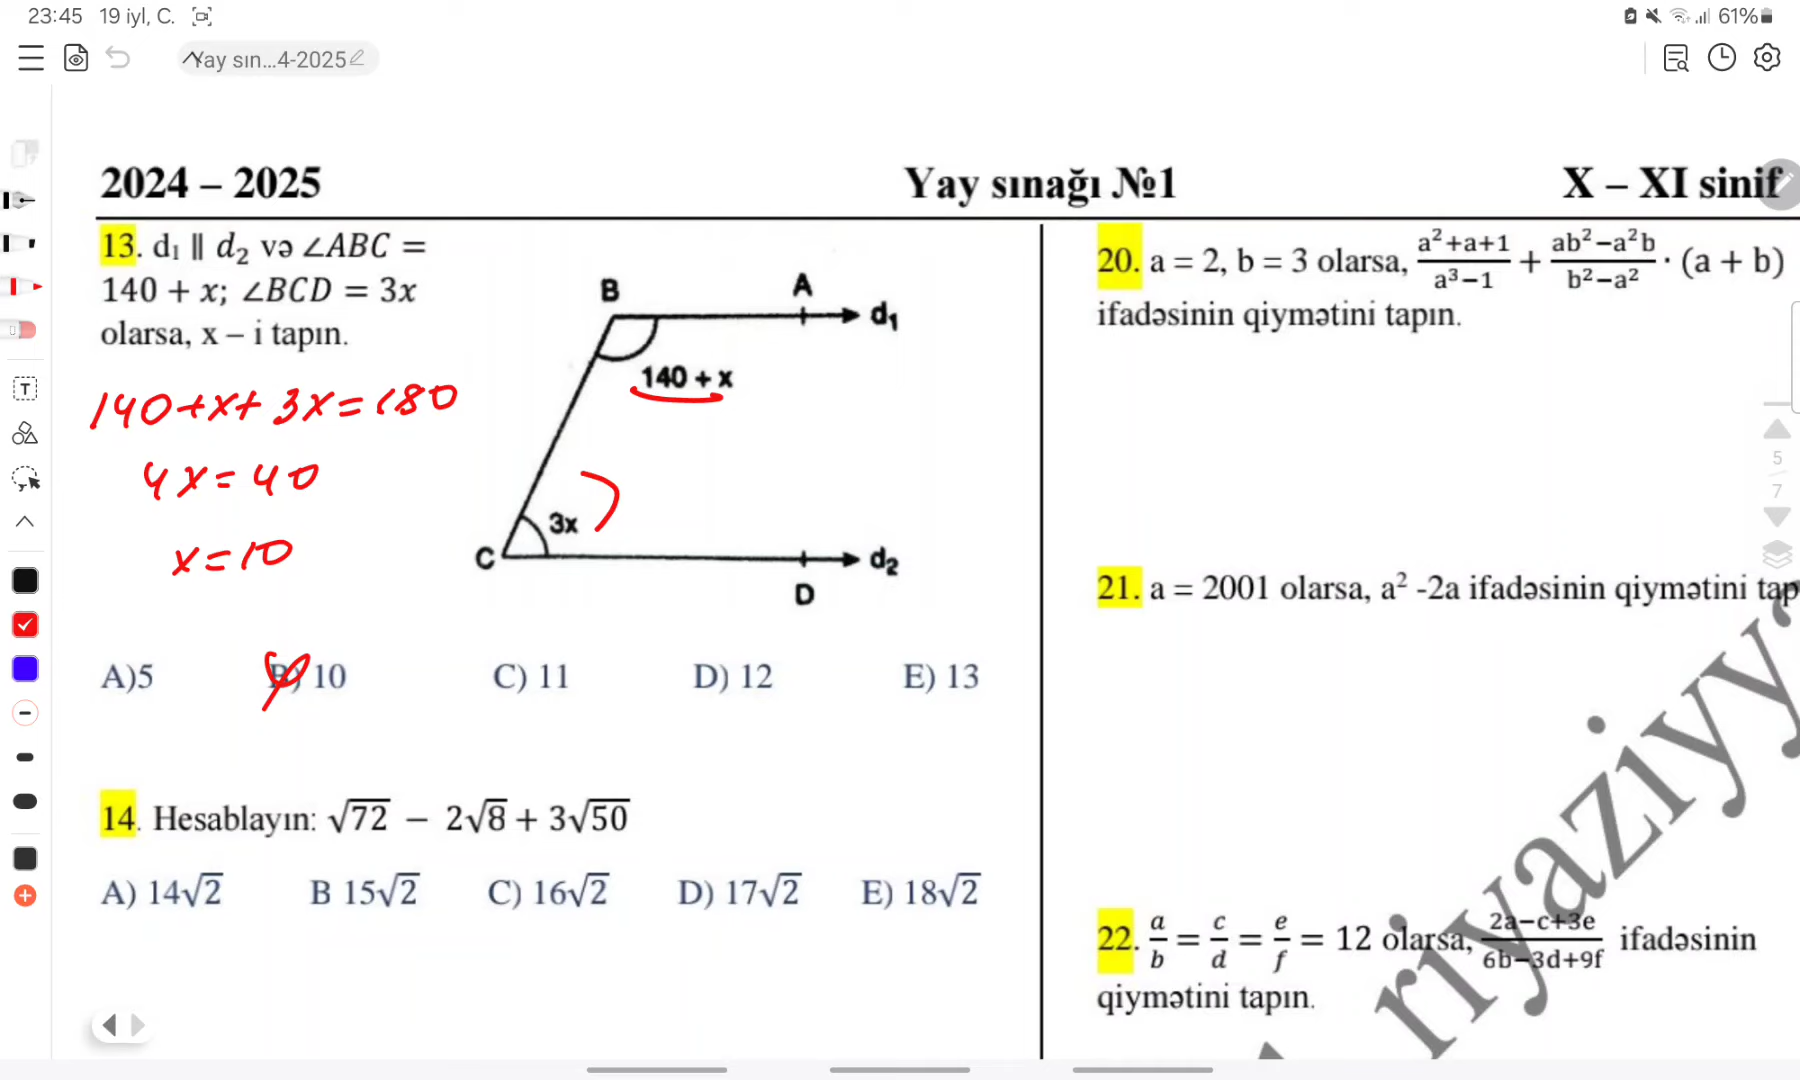 23:45 19 iyl, C.
61%
Yay sın...4-2025
2024 – 2025 Yay sınağı №1 X – XI sinif
13. d₁ ∥ d₂ və ∠ABC =
140 + x; ∠BCD = 3x
olarsa, x – i tapın.
140+x+3x=180
4x=40
x=10
B A d₁
140 + x
3x
C d₂
D
A)5 B) 10 C) 11 D) 12 E) 13
14. Hesablayın: √72 − 2√8 + 3√50
A) 14√2 B 15√2 C) 16√2 D) 17√2 E) 18√2
20. a = 2, b = 3 olarsa, (a²+a+1)/(a³−1) + (ab²−a²b)/(b²−a²) · (a + b)
ifadəsinin qiymətini tapın.
21. a = 2001 olarsa, a² -2a ifadəsinin qiymətini tap
22. a/b = c/d = e/f = 12 olarsa, (2a−c+3e)/(6b−3d+9f) ifadəsinin
qiymətini tapın.
riyaziyy
5
7
T